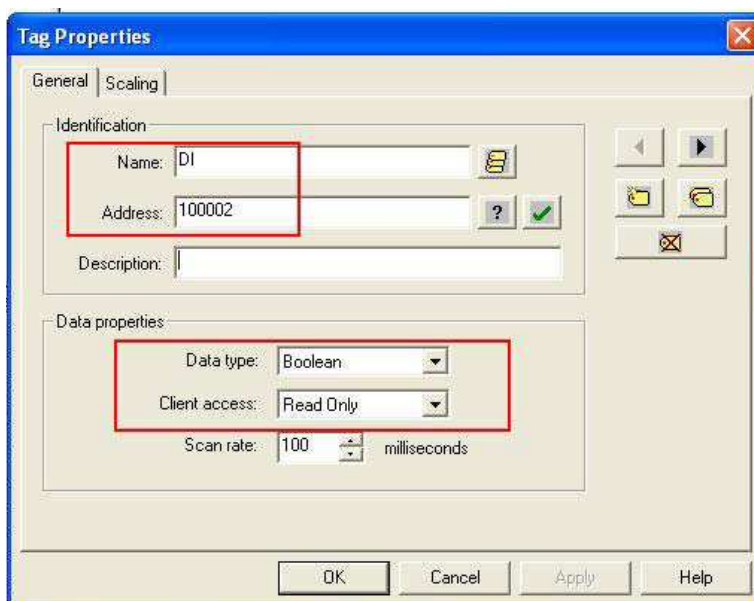 Tag Properties
General Scaling
Identification
Name: DI
Address: 100002
?
Description:
Data properties
Data type: Boolean
Client access: Read Only
Scan rate: 100 milliseconds
OK Cancel Apply Help